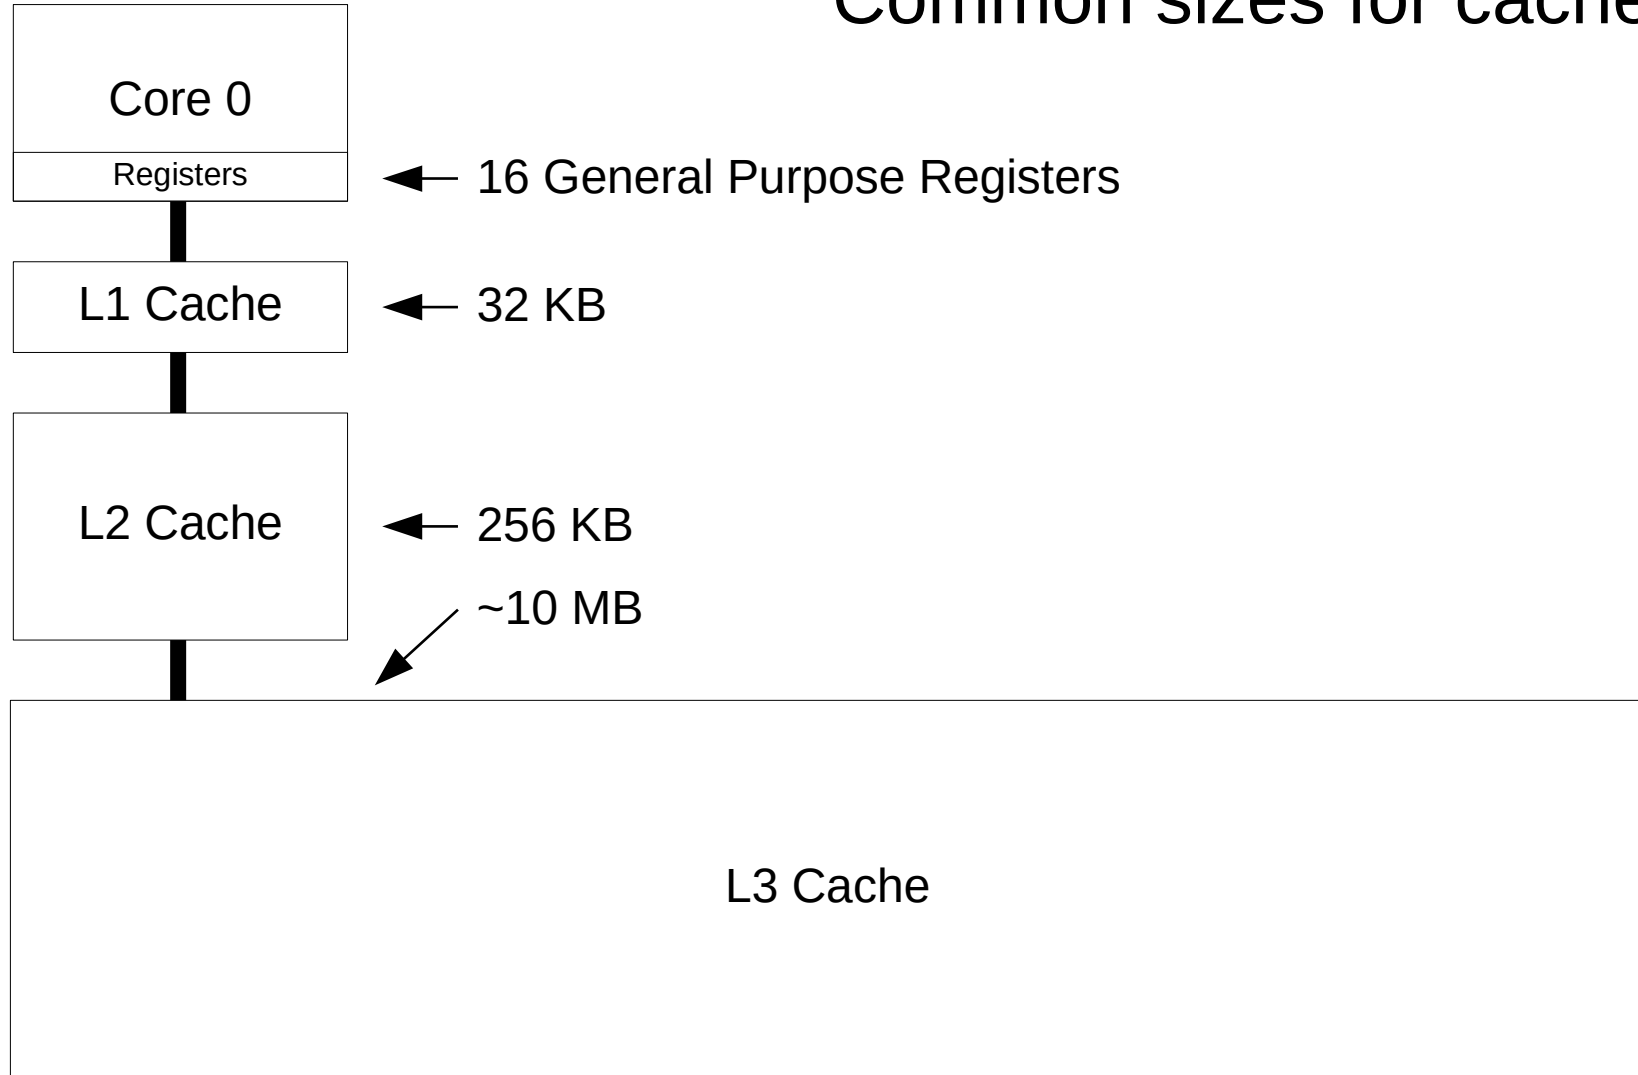 Common sizes for cache
Core 0
Registers
16 General Purpose Registers
L1 Cache
32 KB
L2 Cache
256 KB
~10 MB
L3 Cache